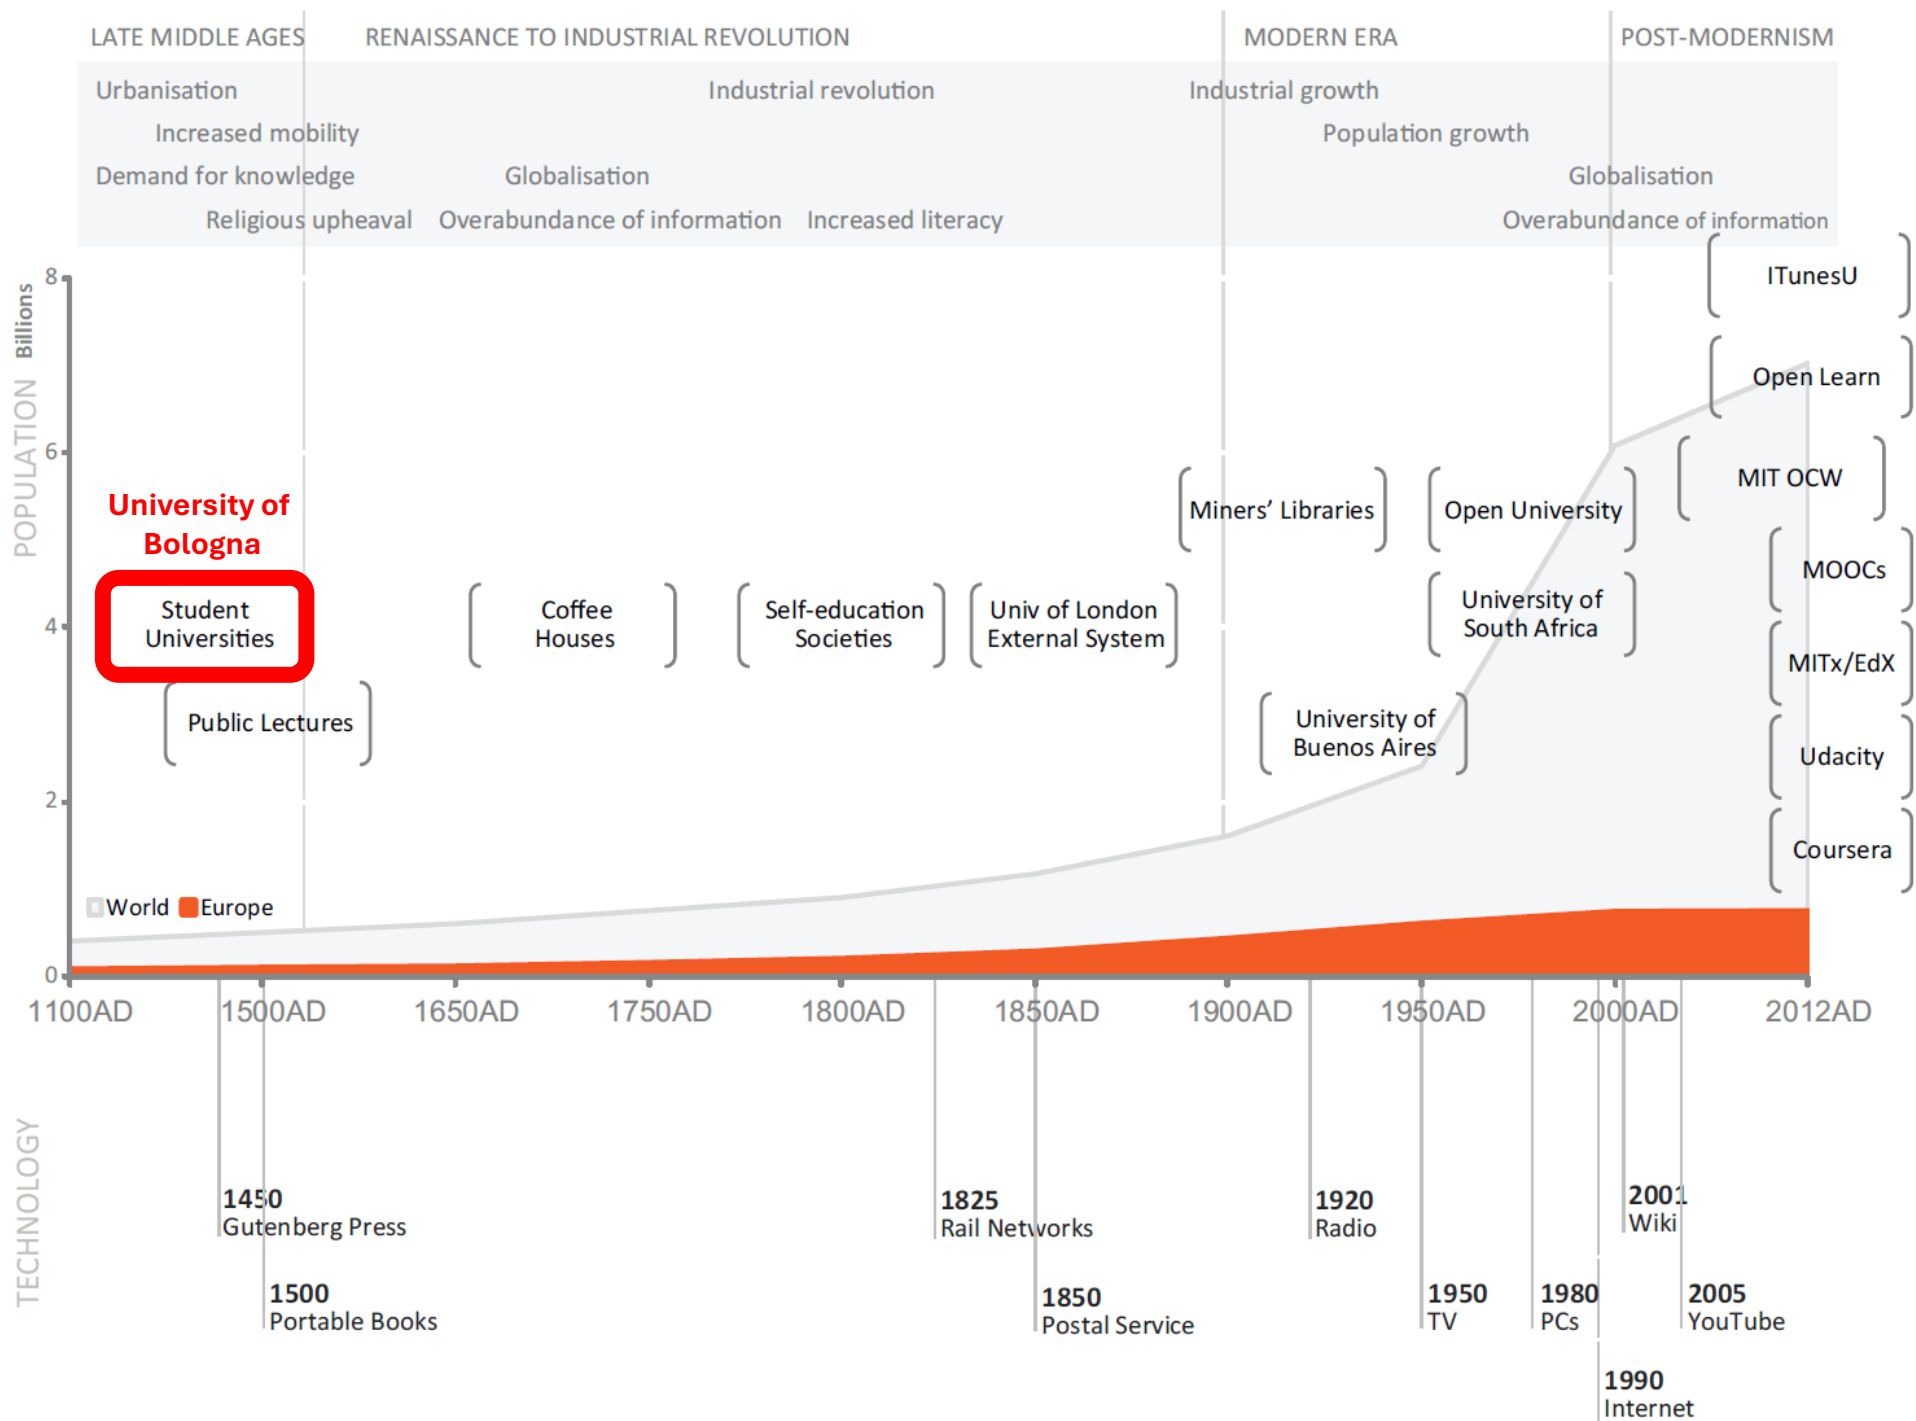 LATE MIDDLE AGES
RENAISSANCE TO INDUSTRIAL REVOLUTION
MODERN ERA
POST-MODERNISM
Urbanisation
Industrial revolution
Industrial growth
Increased mobility
Population growth
Demand for knowledge
Globalisation
Globalisation
Religious upheaval
Overabundance of information
Increased literacy
Overabundance of information
POPULATION Billions
8
6
4
2
0
University of
Bologna
Student
Universities
Public Lectures
Coffee
Houses
Self-education
Societies
Univ of London
External System
Miners’ Libraries
University of
Buenos Aires
Open University
University of
South Africa
ITunesU
Open Learn
MIT OCW
MOOCs
MITx/EdX
Udacity
Coursera
World
Europe
1100AD
1500AD
1650AD
1750AD
1800AD
1850AD
1900AD
1950AD
2000AD
2012AD
TECHNOLOGY
1450
Gutenberg Press
1500
Portable Books
1825
Rail Networks
1850
Postal Service
1920
Radio
1950
TV
1980
PCs
1990
Internet
2001
Wiki
2005
YouTube